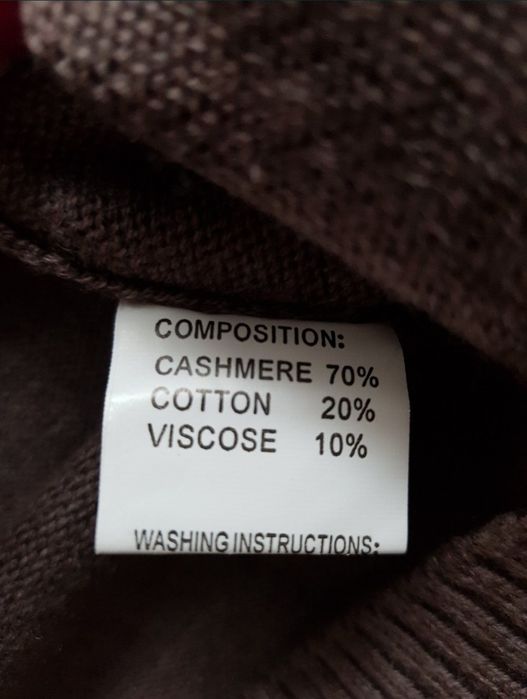 COMPOSITION:
CASHMERE 70%
COTTON 20%
VISCOSE 10%
WASHING INSTRUCTIONS: